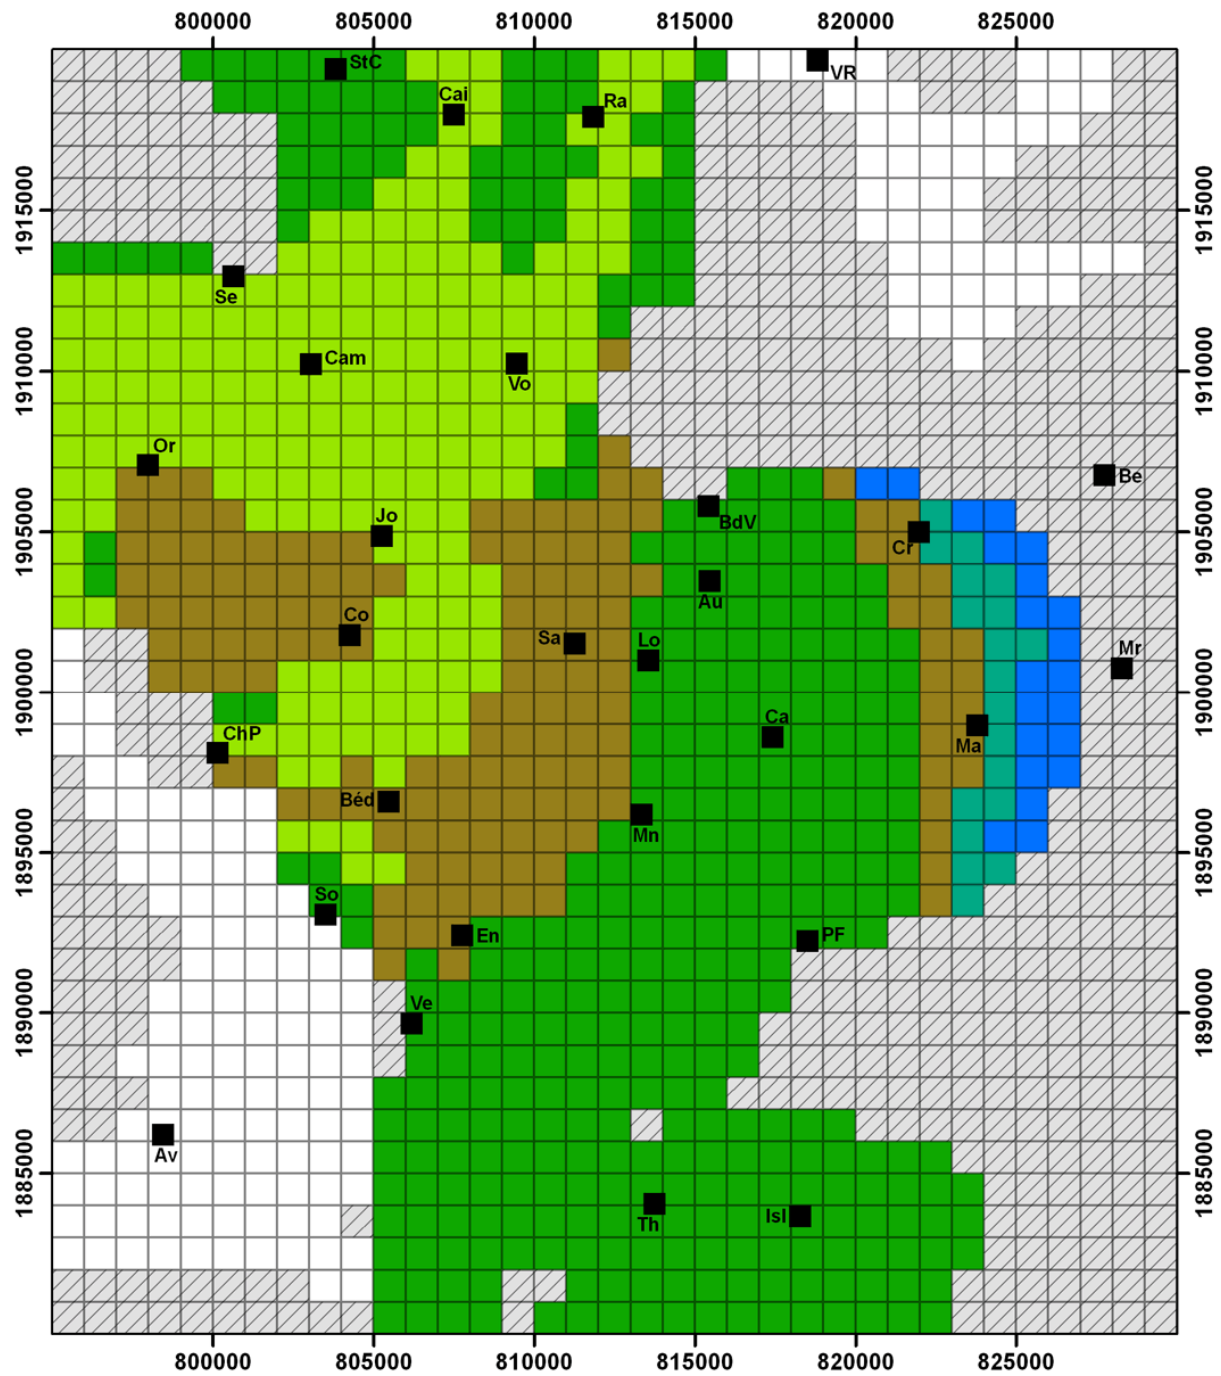 800000 805000 810000 815000 820000 825000
StC
VR
Cai
Ra
1915000 1915000
Se
Cam
Vo
1910000 1910000
Or
Be
Jo
BdV
1905000 1905000
Cr
Au
Co
Sa
Lo
Mr
1900000 1900000
Ca
ChP
Ma
Béd
Mn
1895000 1895000
So
En
PF
Ve
1890000 1890000
Av
1885000 1885000
Th
Isl
800000 805000 810000 815000 820000 825000